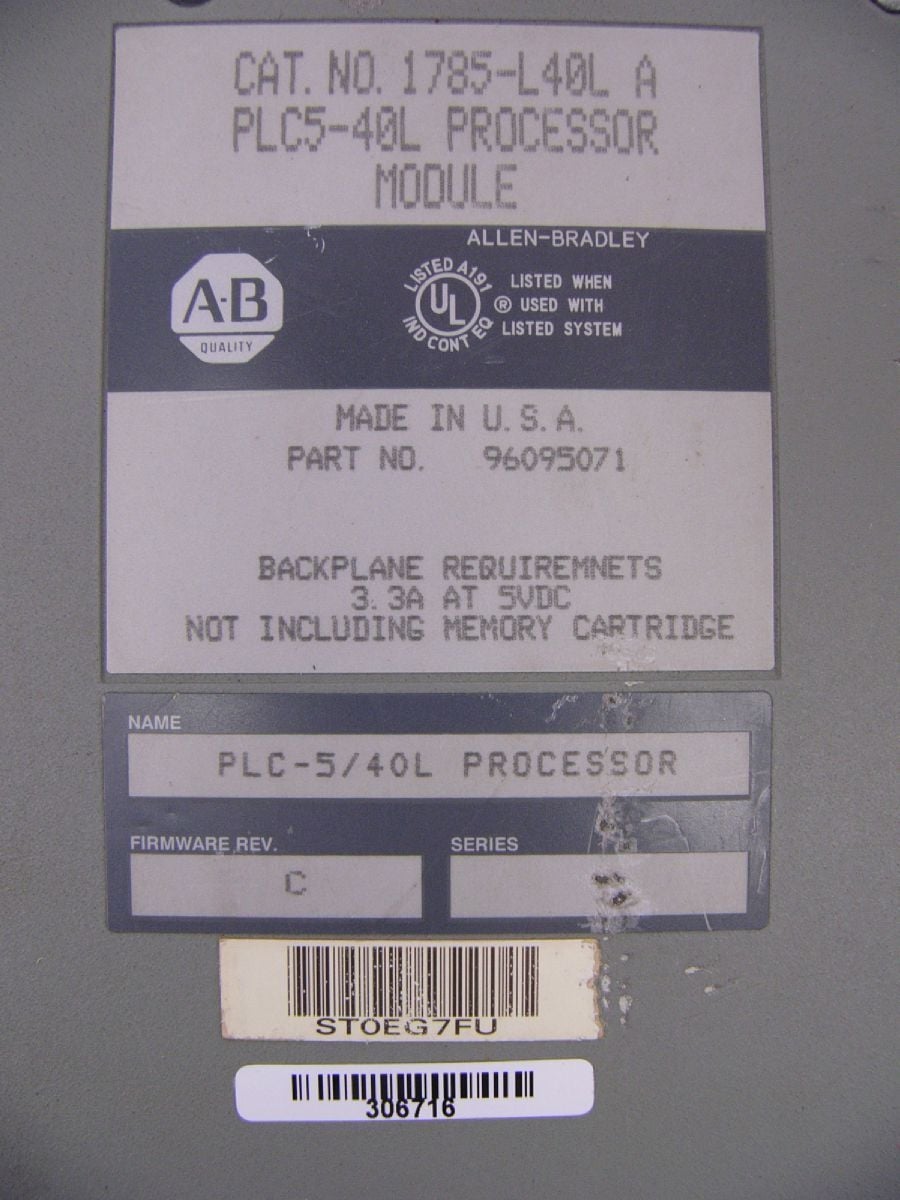 CAT. NO. 1785-L40L A
PLC5-40L PROCESSOR
MODULE
ALLEN-BRADLEY
A-B
QUALITY
LISTED A191
UL
IND CONT EQ
®
LISTED WHEN
USED WITH
LISTED SYSTEM
MADE IN U.S.A.
PART NO. 96095071
BACKPLANE REQUIREMNETS
3.3A AT 5VDC
NOT INCLUDING MEMORY CARTRIDGE
NAME
PLC-5/40L PROCESSOR
FIRMWARE REV.
C
SERIES
ST0EG7FU
306716